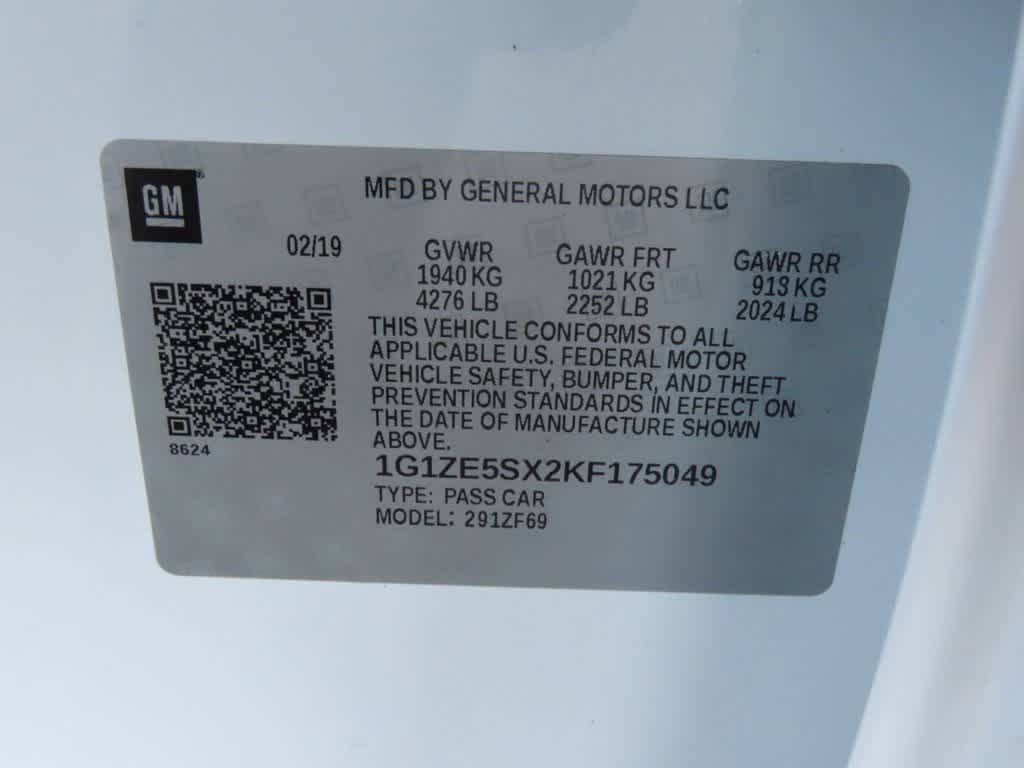 GM®
MFD BY GENERAL MOTORS LLC
02/19
GVWR
1940 KG
4276 LB
GAWR FRT
1021 KG
2252 LB
GAWR RR
913 KG
2024 LB
THIS VEHICLE CONFORMS TO ALL
APPLICABLE U.S. FEDERAL MOTOR
VEHICLE SAFETY, BUMPER, AND THEFT
PREVENTION STANDARDS IN EFFECT ON
THE DATE OF MANUFACTURE SHOWN
ABOVE.
8624
1G1ZE5SX2KF175049
TYPE: PASS CAR
MODEL: 291ZF69